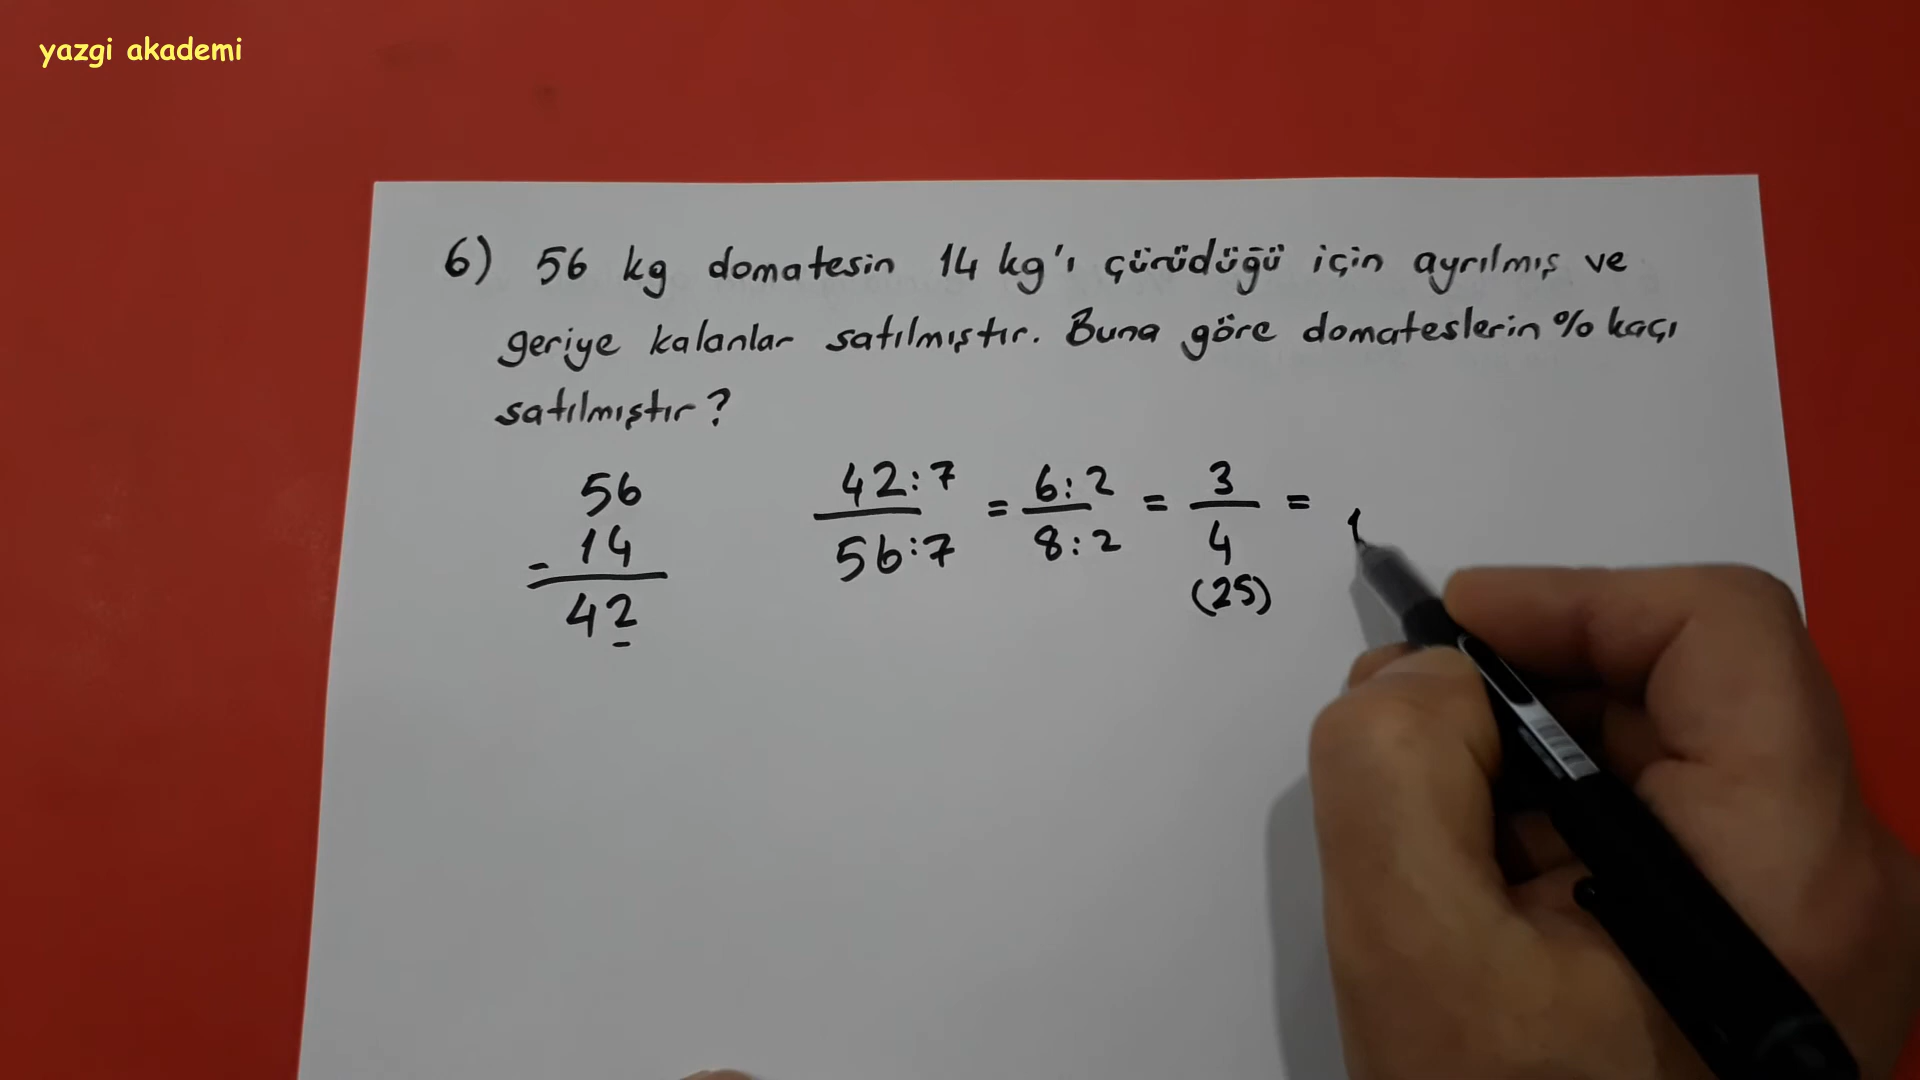 yazgi akademi
6) 56 kg domatesin 14 kg'ı çürüdüğü için ayrılmış ve
geriye kalanlar satılmıştır. Buna göre domateslerin % kaçı
satılmıştır?
56
- 14
42
42:7 / 56:7 = 6:2 / 8:2 = 3 / 4 =
(25)